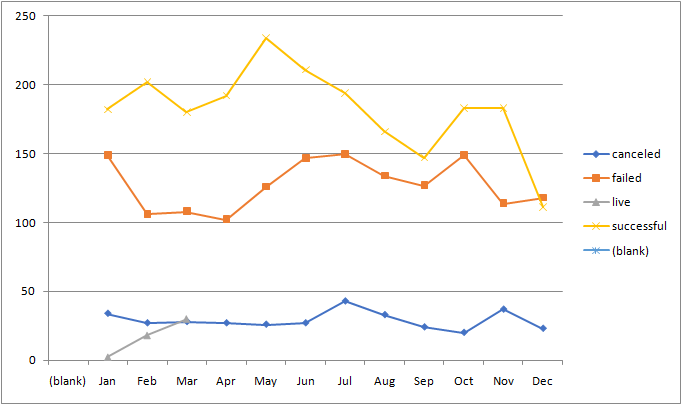 250
200
150
100
50
0
(blank) Jan Feb Mar Apr May Jun Jul Aug Sep Oct Nov Dec
canceled
failed
live
successful
(blank)